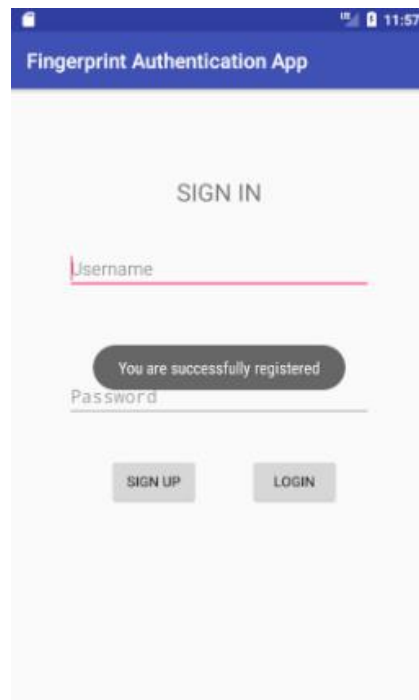 11:57
Fingerprint Authentication App
SIGN IN
Username
You are successfully registered
Password
SIGN UP LOGIN